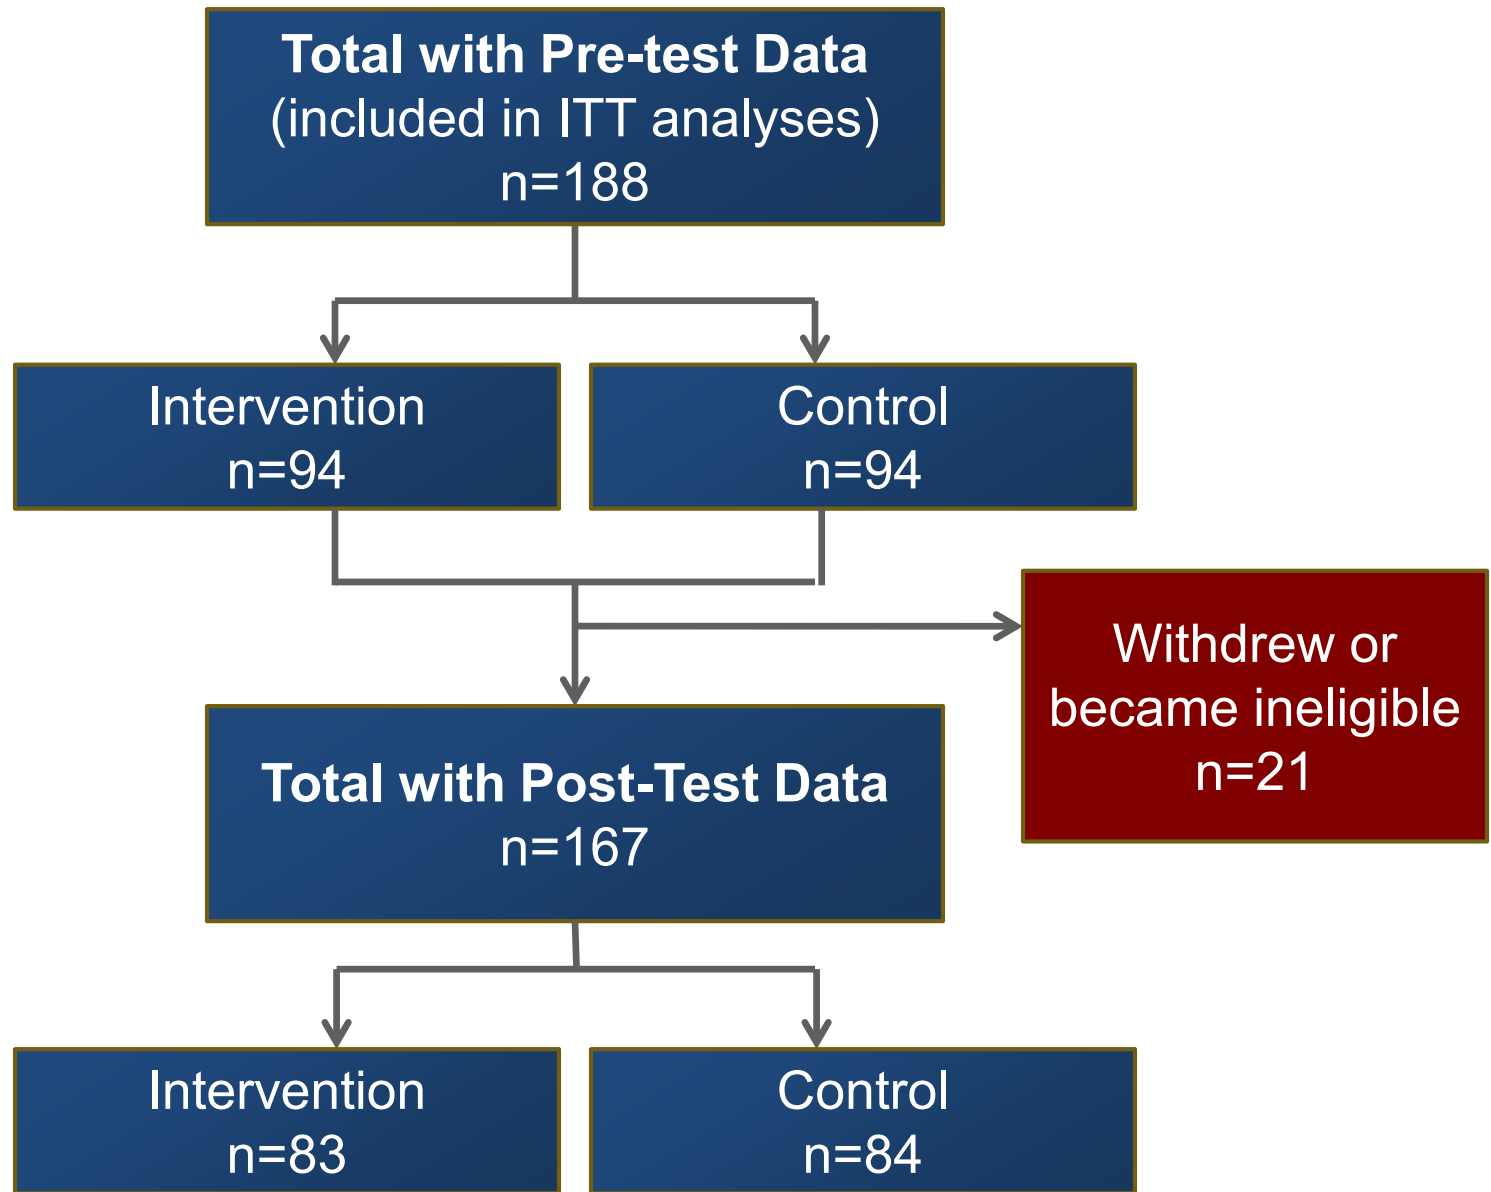 Total with Pre-test Data
(included in ITT analyses)
n=188
Intervention
n=94
Control
n=94
Withdrew or
became ineligible
n=21
Total with Post-Test Data
n=167
Intervention
n=83
Control
n=84